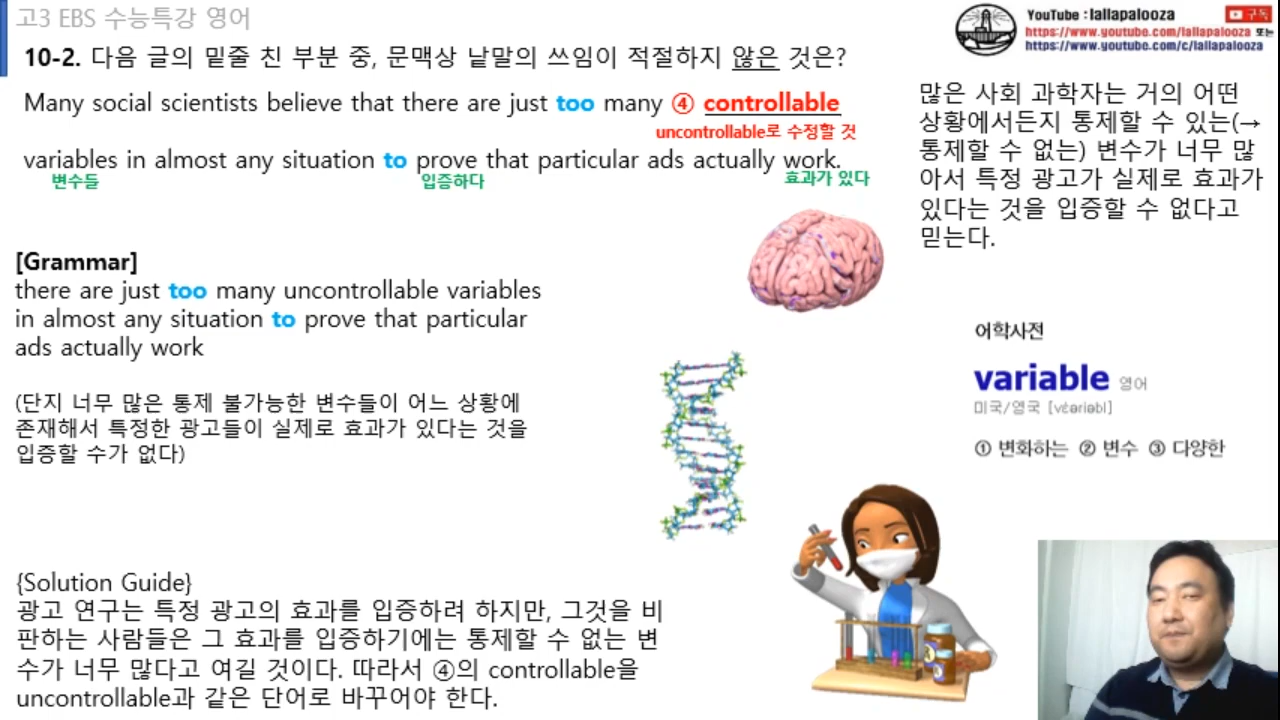 고3 EBS 수능특강 영어
YouTube : lallapalooza
구독
https://www.youtube.com/lallapalooza 또는
https://www.youtube.com/c/lallapalooza
10-2. 다음 글의 밑줄 친 부분 중, 문맥상 낱말의 쓰임이 적절하지 않은 것은?
Many social scientists believe that there are just too many ④ controllable
uncontrollable로 수정할 것
variables in almost any situation to prove that particular ads actually work.
변수들 입증하다 효과가 있다
많은 사회 과학자는 거의 어떤
상황에서든지 통제할 수 있는(→
통제할 수 없는) 변수가 너무 많
아서 특정 광고가 실제로 효과가
있다는 것을 입증할 수 없다고
믿는다.
[Grammar]
there are just too many uncontrollable variables
in almost any situation to prove that particular
ads actually work
(단지 너무 많은 통제 불가능한 변수들이 어느 상황에
존재해서 특정한 광고들이 실제로 효과가 있다는 것을
입증할 수가 없다)
어학사전
variable 영어
미국/영국 [vέəriəbl]
① 변화하는 ② 변수 ③ 다양한
{Solution Guide}
광고 연구는 특정 광고의 효과를 입증하려 하지만, 그것을 비
판하는 사람들은 그 효과를 입증하기에는 통제할 수 없는 변
수가 너무 많다고 여길 것이다. 따라서 ④의 controllable을
uncontrollable과 같은 단어로 바꾸어야 한다.